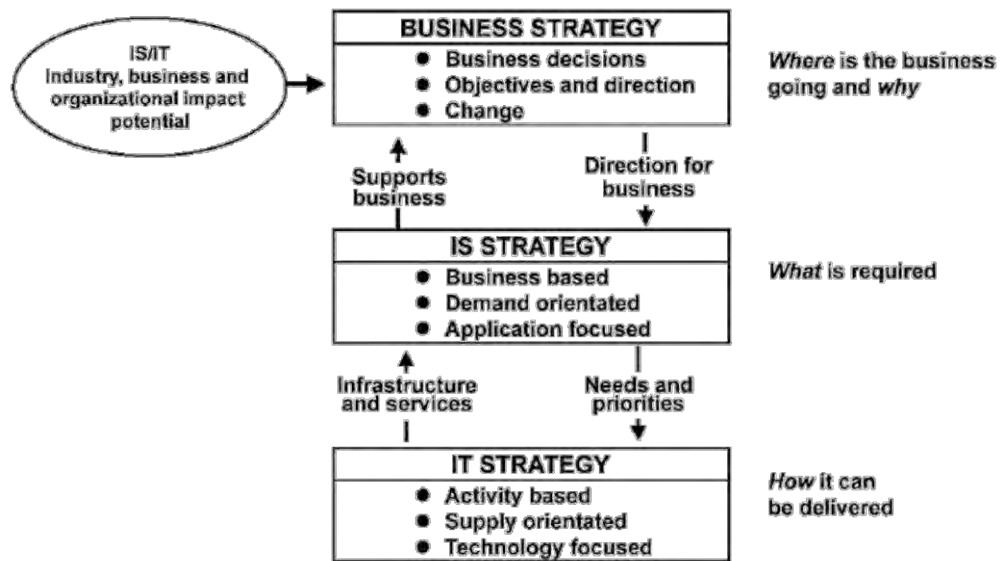 IS/IT
Industry, business and
organizational impact
potential
BUSINESS STRATEGY
● Business decisions
● Objectives and direction
● Change
Where is the business
going and why
Supports
business
Direction for
business
IS STRATEGY
● Business based
● Demand orientated
● Application focused
What is required
Infrastructure
and services
Needs and
priorities
IT STRATEGY
● Activity based
● Supply orientated
● Technology focused
How it can
be delivered